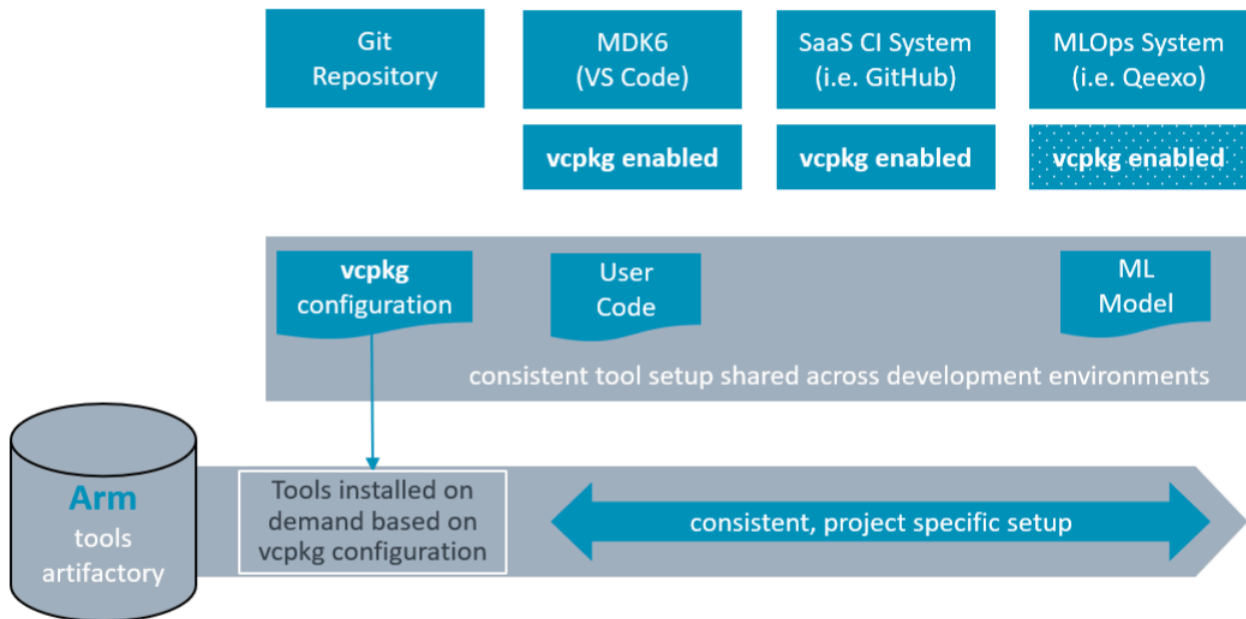 Git
Repository
MDK6
(VS Code)
SaaS CI System
(i.e. GitHub)
MLOps System
(i.e. Qeexo)
vcpkg enabled
vcpkg enabled
vcpkg enabled
vcpkg
configuration
User
Code
ML
Model
consistent tool setup shared across development environments
Arm
tools
artifactory
Tools installed on
demand based on
vcpkg configuration
consistent, project specific setup